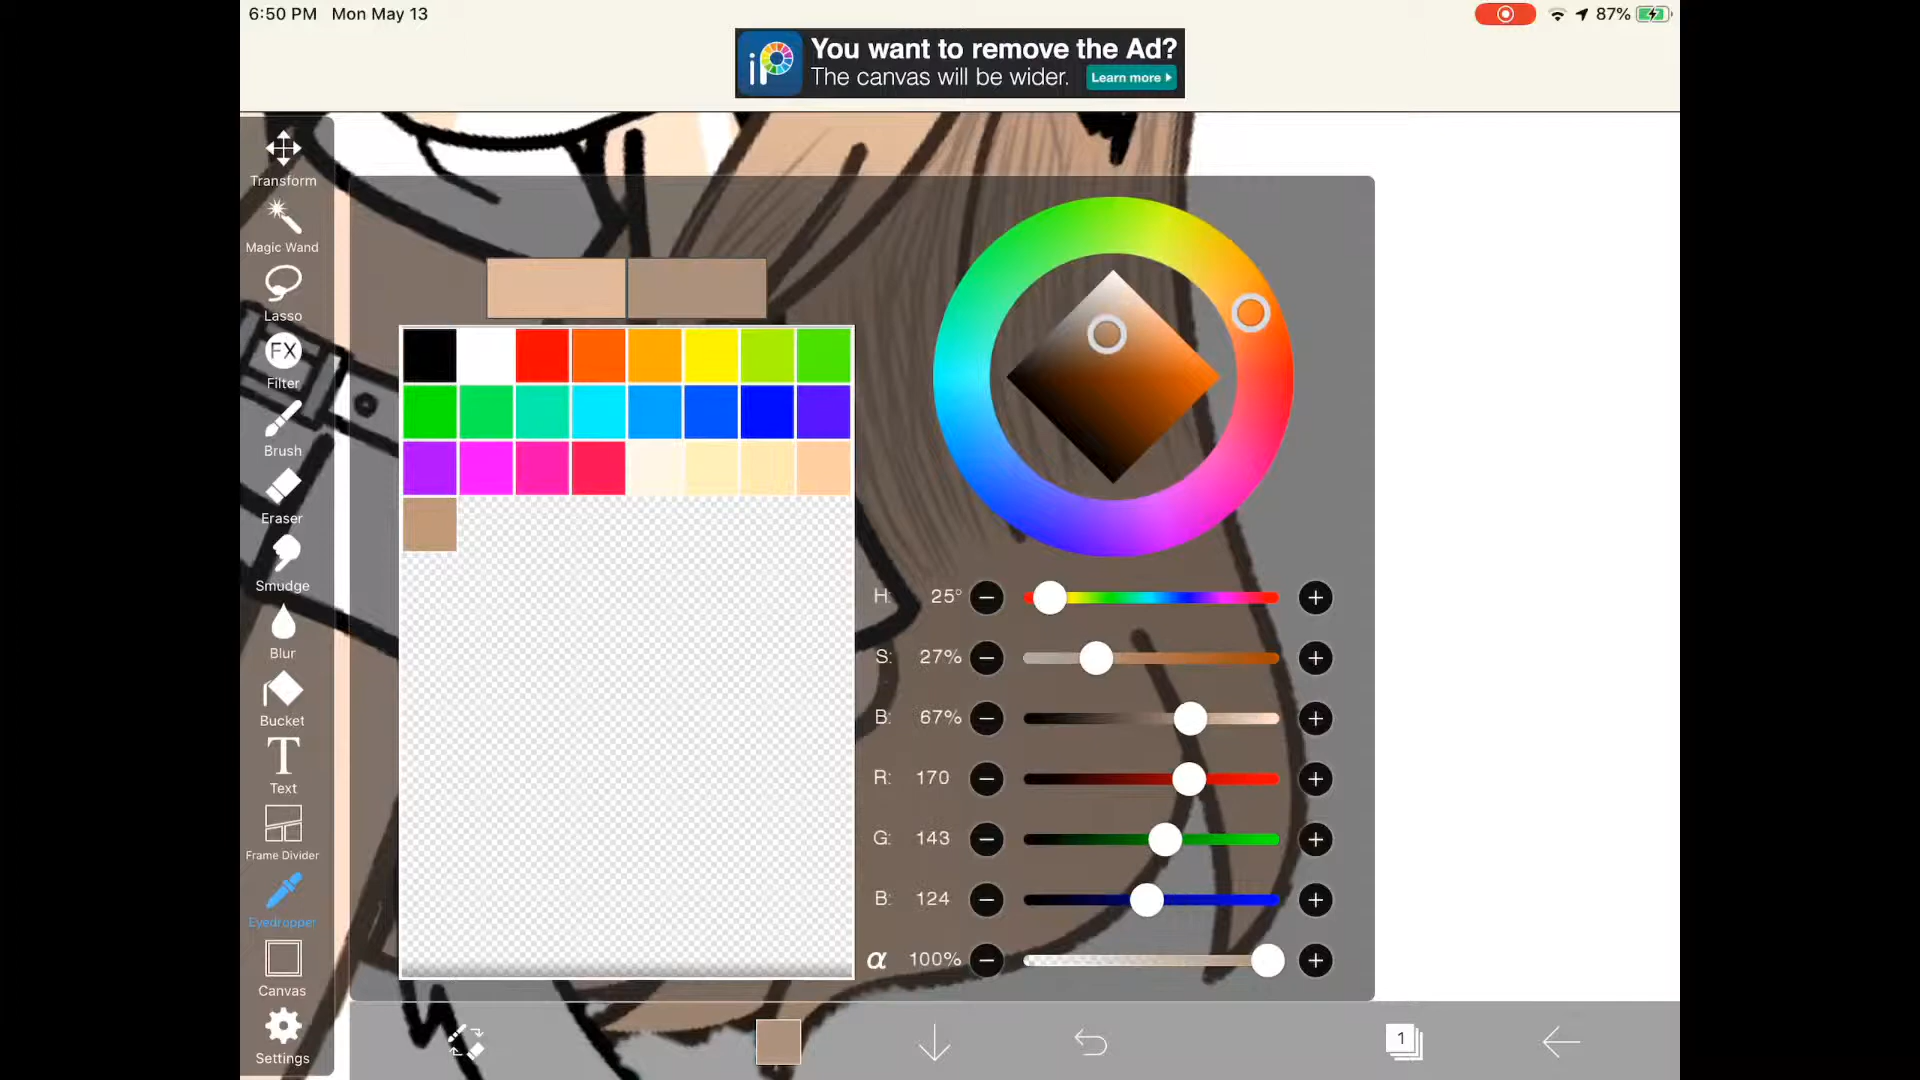 6:50 PM Mon May 13
87%
iP
You want to remove the Ad?
The canvas will be wider.
Learn more
Transform
Magic Wand
Lasso
FX
Filter
Brush
Eraser
Smudge
Blur
Bucket
T
Text
Frame Divider
Eyedropper
Canvas
Settings
H: 25°
S: 27%
B: 67%
R: 170
G: 143
B: 124
α 100%
1